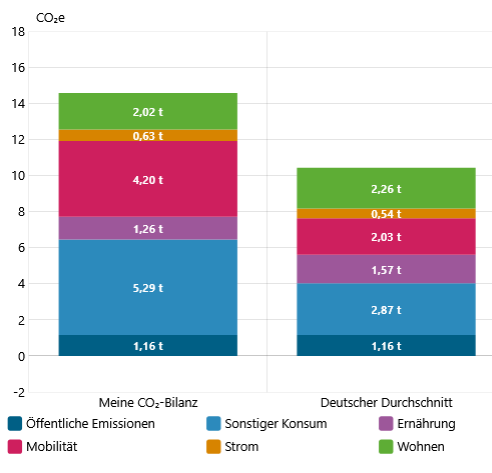 CO₂e
18
16
14
12
10
8
6
4
2
0
-2
2,02 t
0,63 t
4,20 t
1,26 t
5,29 t
1,16 t
2,26 t
0,54 t
2,03 t
1,57 t
2,87 t
1,16 t
Meine CO₂-Bilanz Deutscher Durchschnitt
Öffentliche Emissionen Sonstiger Konsum Ernährung
Mobilität Strom Wohnen